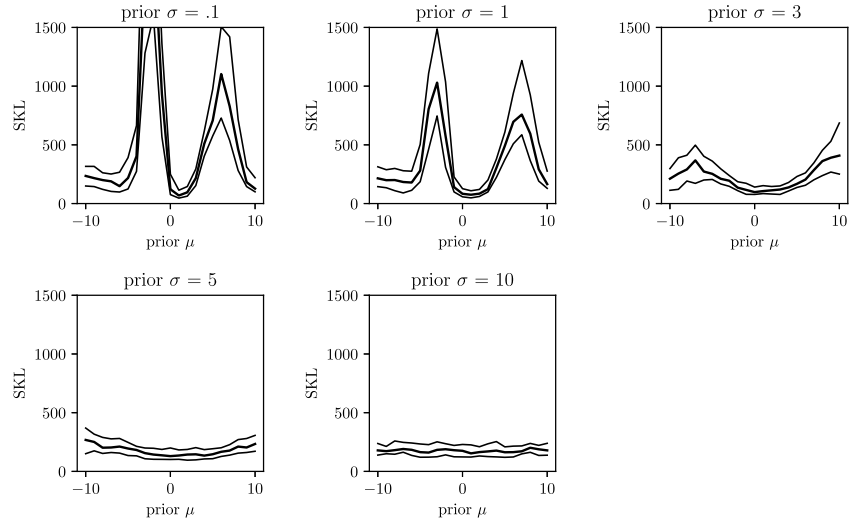 prior σ = .1
prior σ = 1
prior σ = 3
1500
1000
500
0
SKL
−10
0
10
prior μ
1500
1000
500
0
SKL
−10
0
10
prior μ
1500
1000
500
0
SKL
−10
0
10
prior μ
prior σ = 5
prior σ = 10
1500
1000
500
0
SKL
−10
0
10
prior μ
1500
1000
500
0
SKL
−10
0
10
prior μ